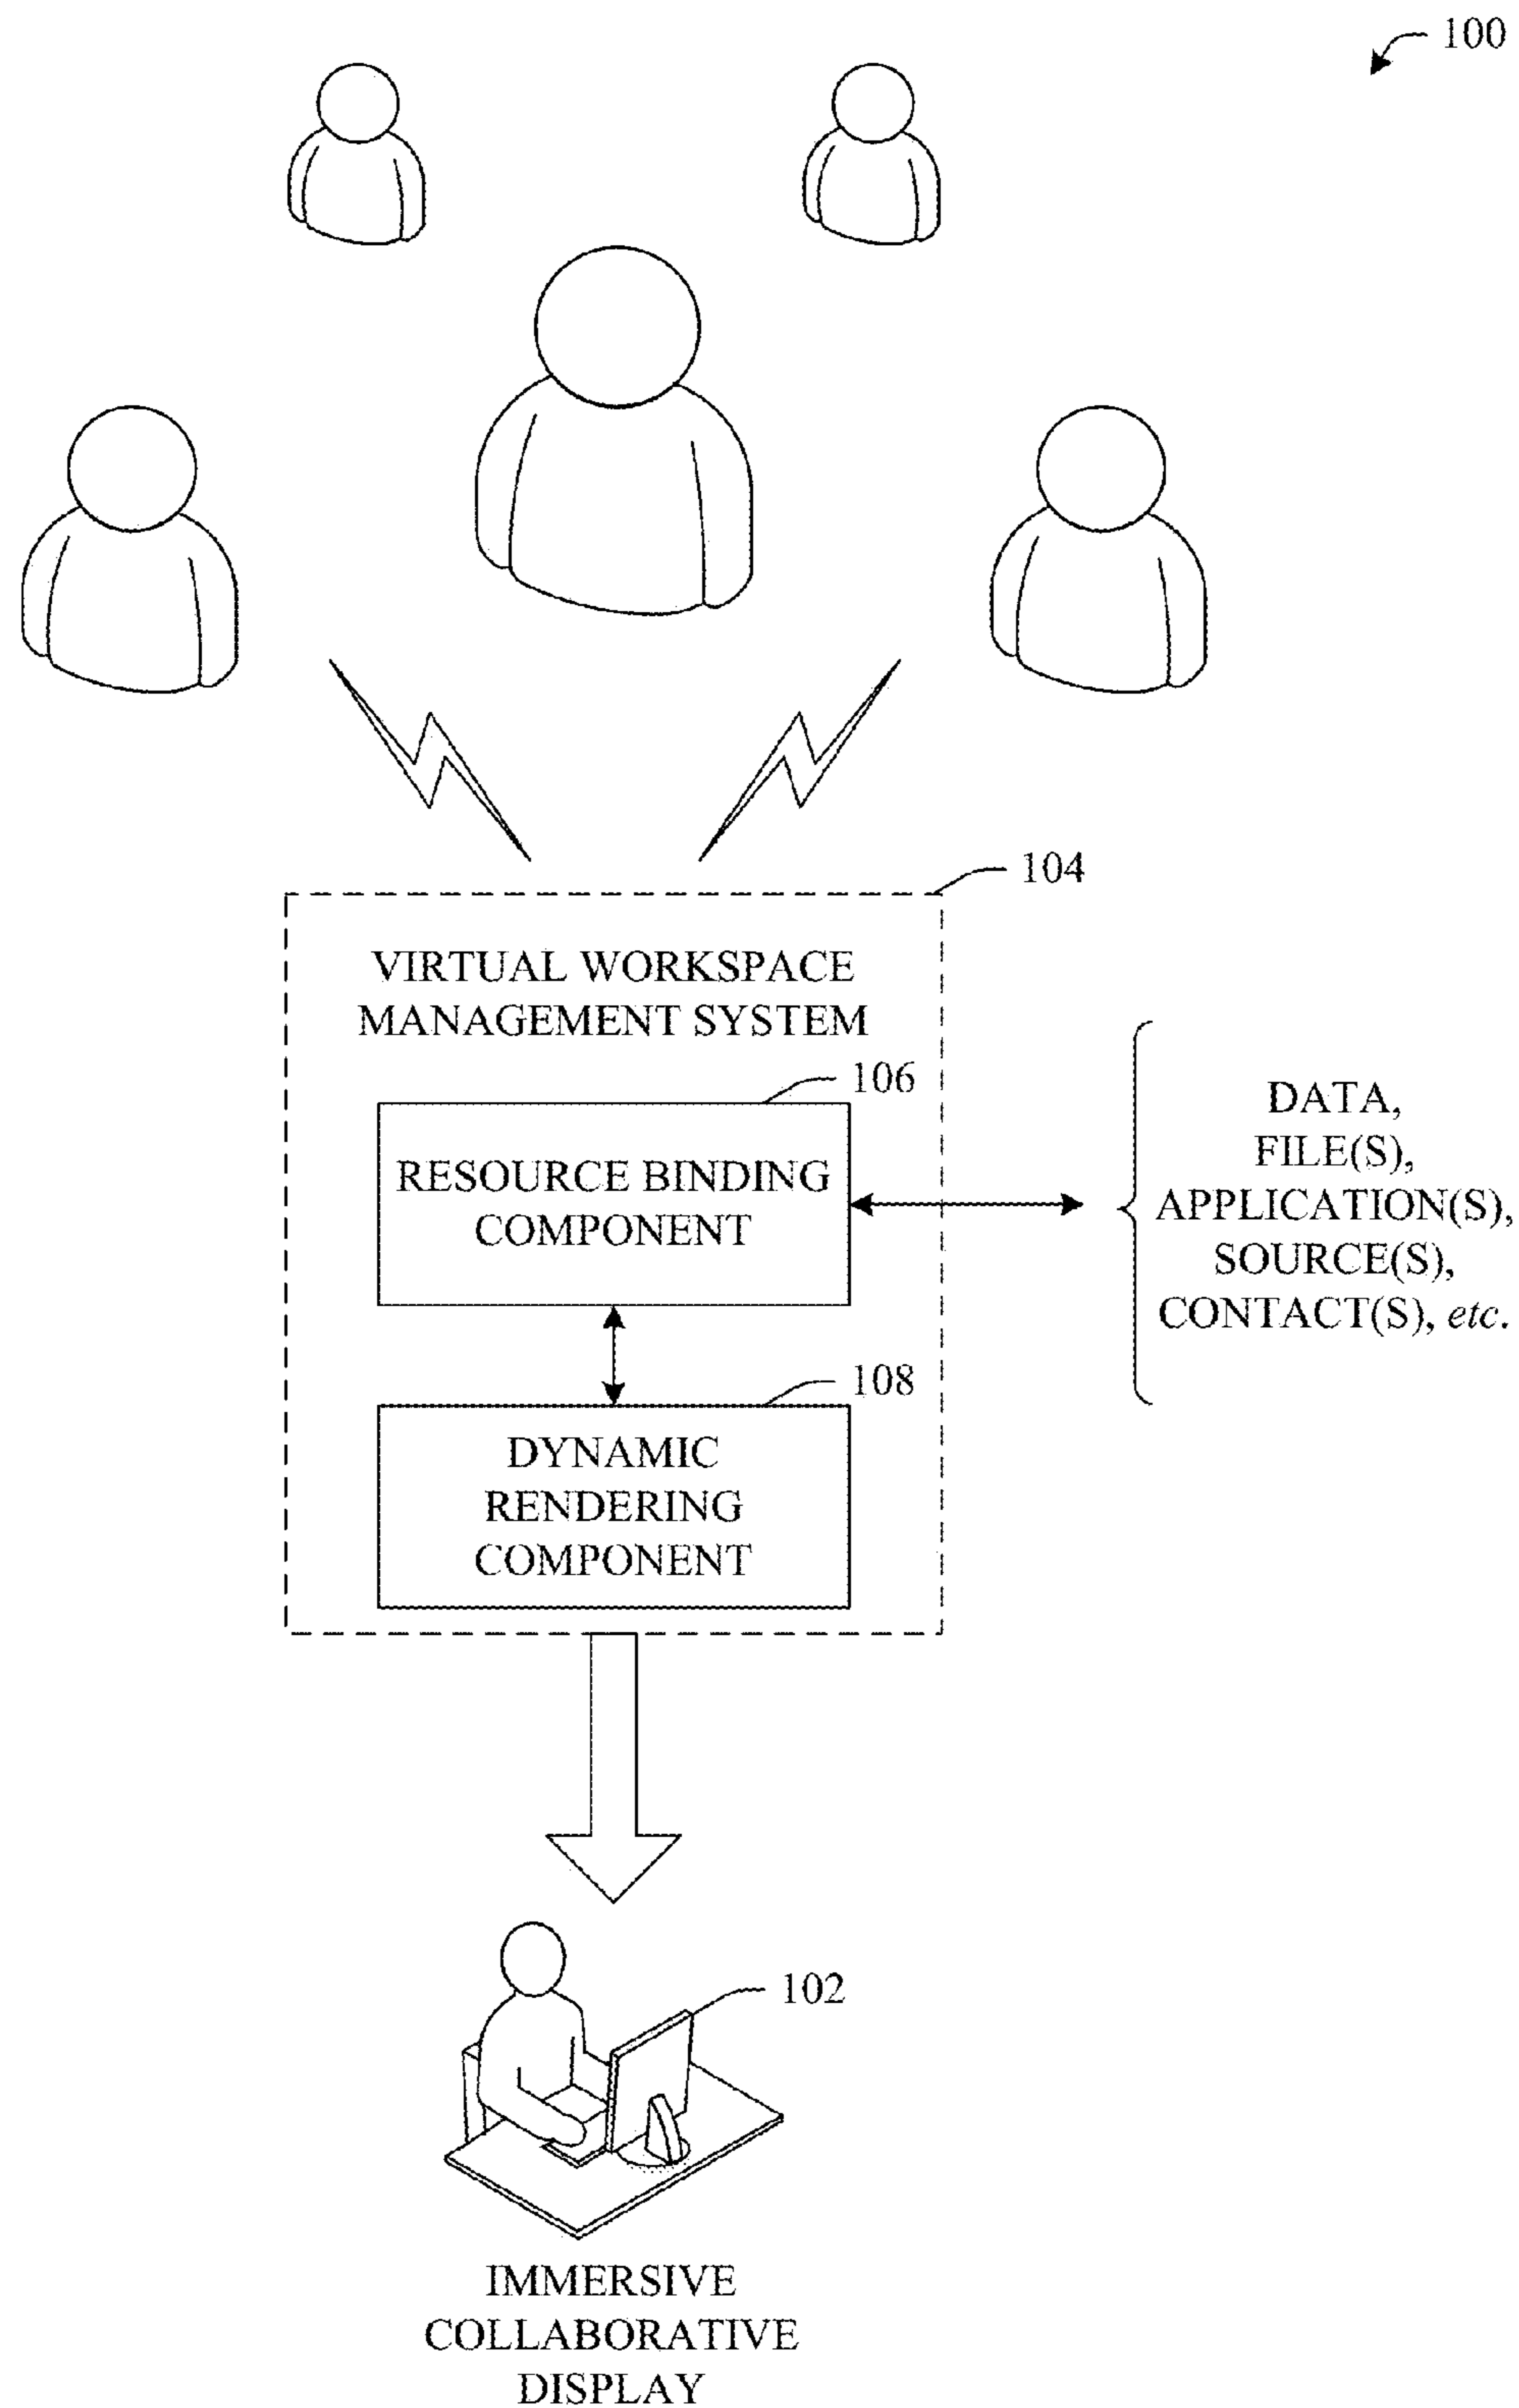 100
104
VIRTUAL WORKSPACE
MANAGEMENT SYSTEM
106
RESOURCE BINDING
COMPONENT
DATA,
FILE(S),
APPLICATION(S),
SOURCE(S),
CONTACT(S), etc.
108
DYNAMIC
RENDERING
COMPONENT
102
IMMERSIVE
COLLABORATIVE
DISPLAY